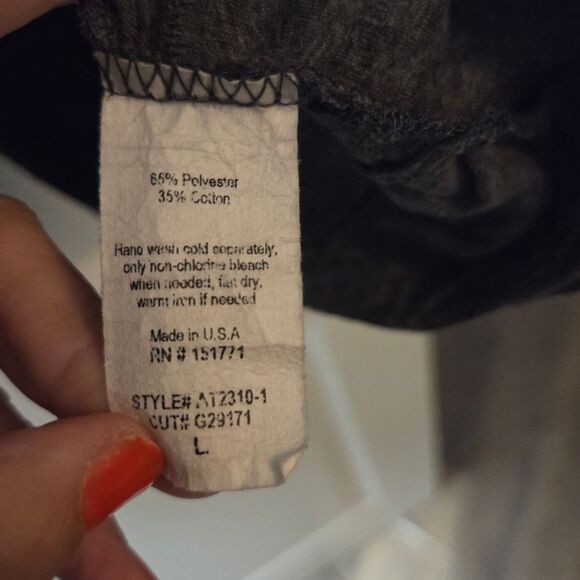 65% Polyester
35% Cotton
Hand wash cold separately,
only non-chlorine bleach
when needed, flat dry,
warm iron if needed
Made in U.S.A
RN # 151771
STYLE# AT2310-1
CUT# G29171
L